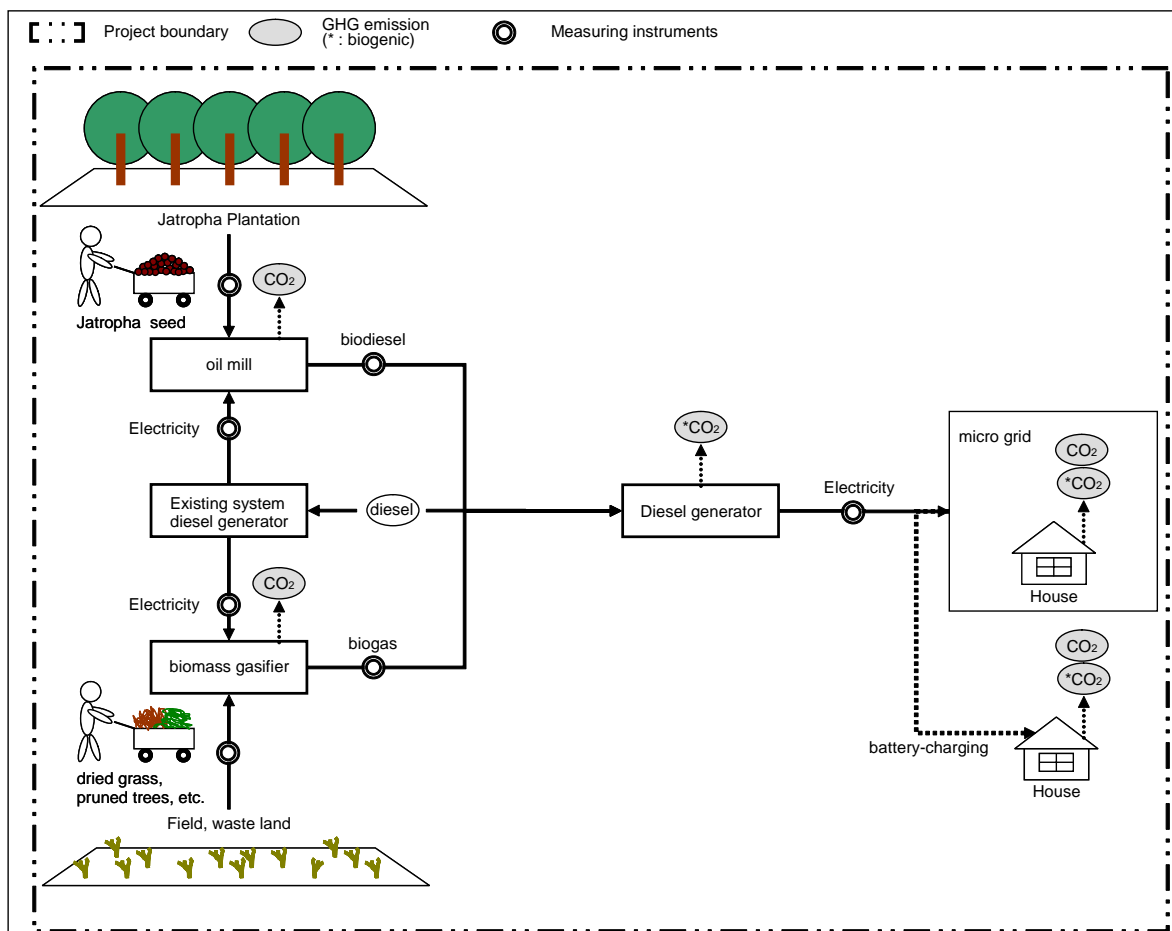 Project boundary
GHG emission
(* : biogenic)
Measuring instruments
Jatropha Plantation
CO2
Jatropha seed
oil mill
biodiesel
Electricity
*CO2
micro grid
CO2
*CO2
Existing system
diesel generator
diesel
Diesel generator
Electricity
House
Electricity
CO2
biomass gasifier
biogas
CO2
*CO2
battery-charging
House
dried grass,
pruned trees, etc.
Field, waste land